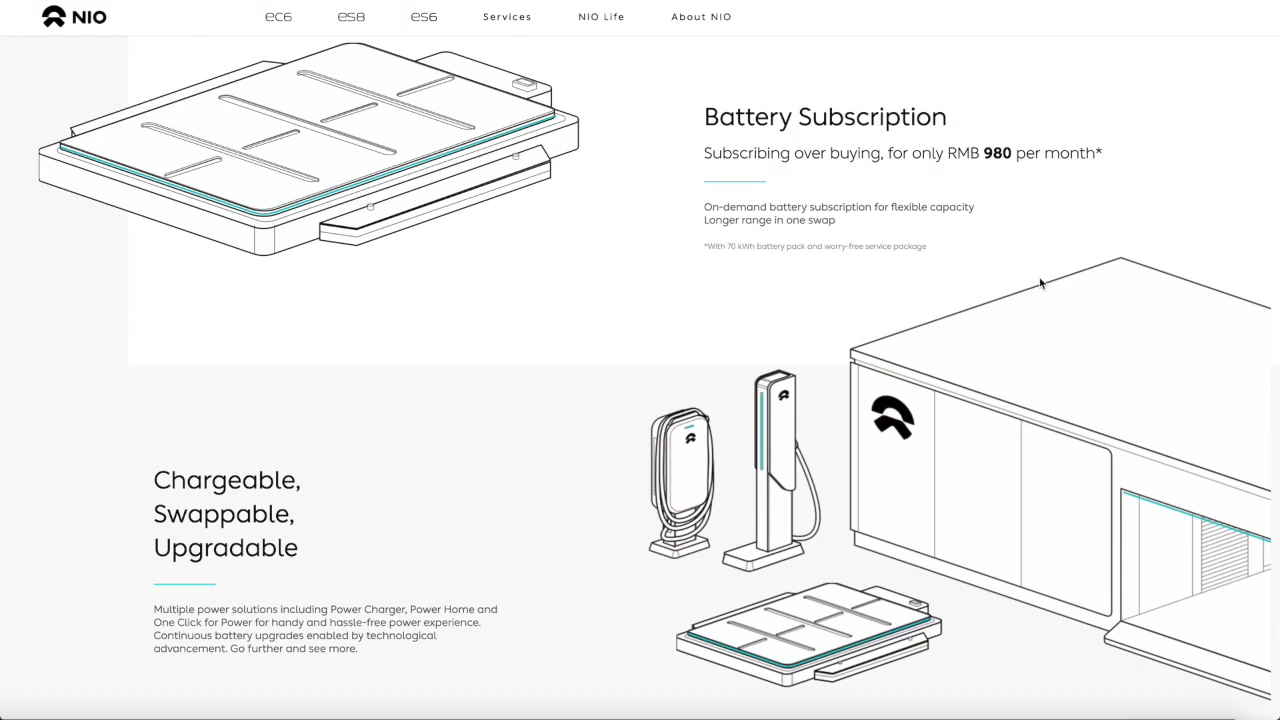 NIO
ec6
es8
es6
Services
NIO Life
About NIO
Battery Subscription
Subscribing over buying, for only RMB 980 per month*
On-demand battery subscription for flexible capacity
Longer range in one swap
*With 70 kWh battery pack and worry-free service package
Chargeable,
Swappable,
Upgradable
Multiple power solutions including Power Charger, Power Home and
One Click for Power for handy and hassle-free power experience.
Continuous battery upgrades enabled by technological
advancement. Go further and see more.